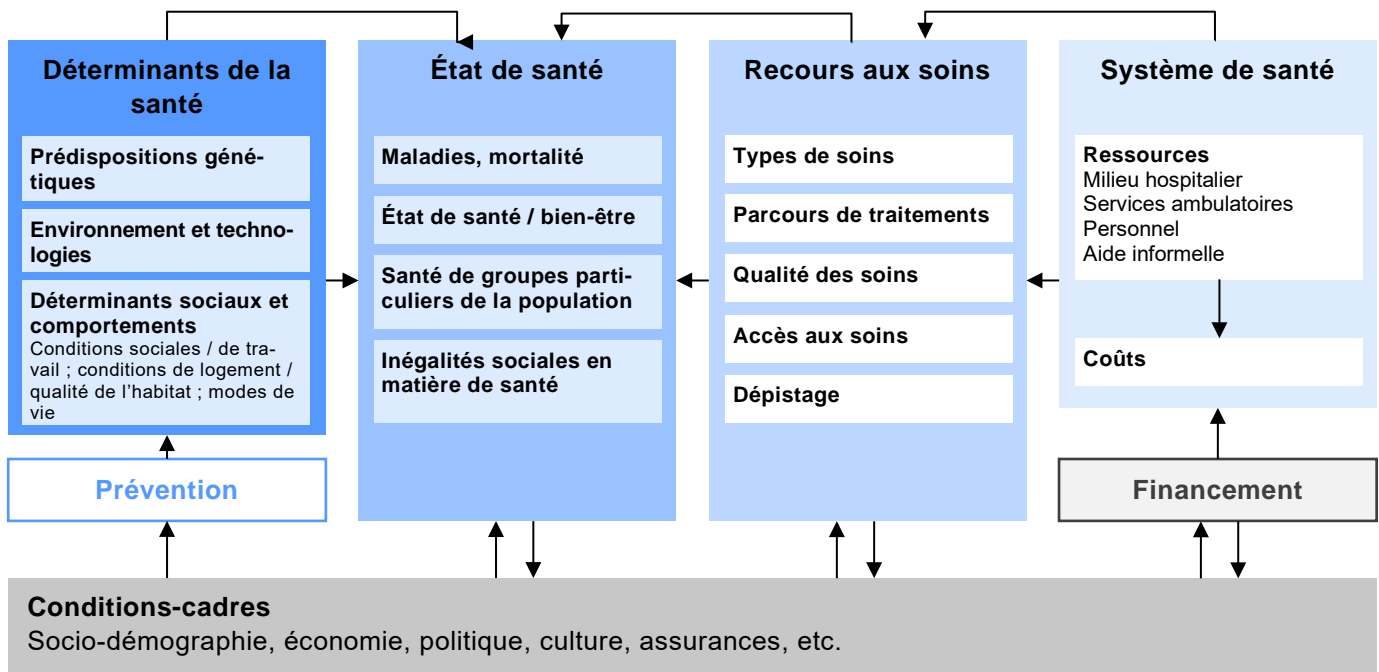 Déterminants de la
santé
Prédispositions géné-
tiques
Environnement et techno-
logies
Déterminants sociaux et
comportements
Conditions sociales / de tra-
vail ; conditions de logement /
qualité de l’habitat ; modes de
vie
Prévention
État de santé
Maladies, mortalité
État de santé / bien-être
Santé de groupes parti-
culiers de la population
Inégalités sociales en
matière de santé
Recours aux soins
Types de soins
Parcours de traitements
Qualité des soins
Accès aux soins
Dépistage
Système de santé
Ressources
Milieu hospitalier
Services ambulatoires
Personnel
Aide informelle
Coûts
Financement
Conditions-cadres
Socio-démographie, économie, politique, culture, assurances, etc.